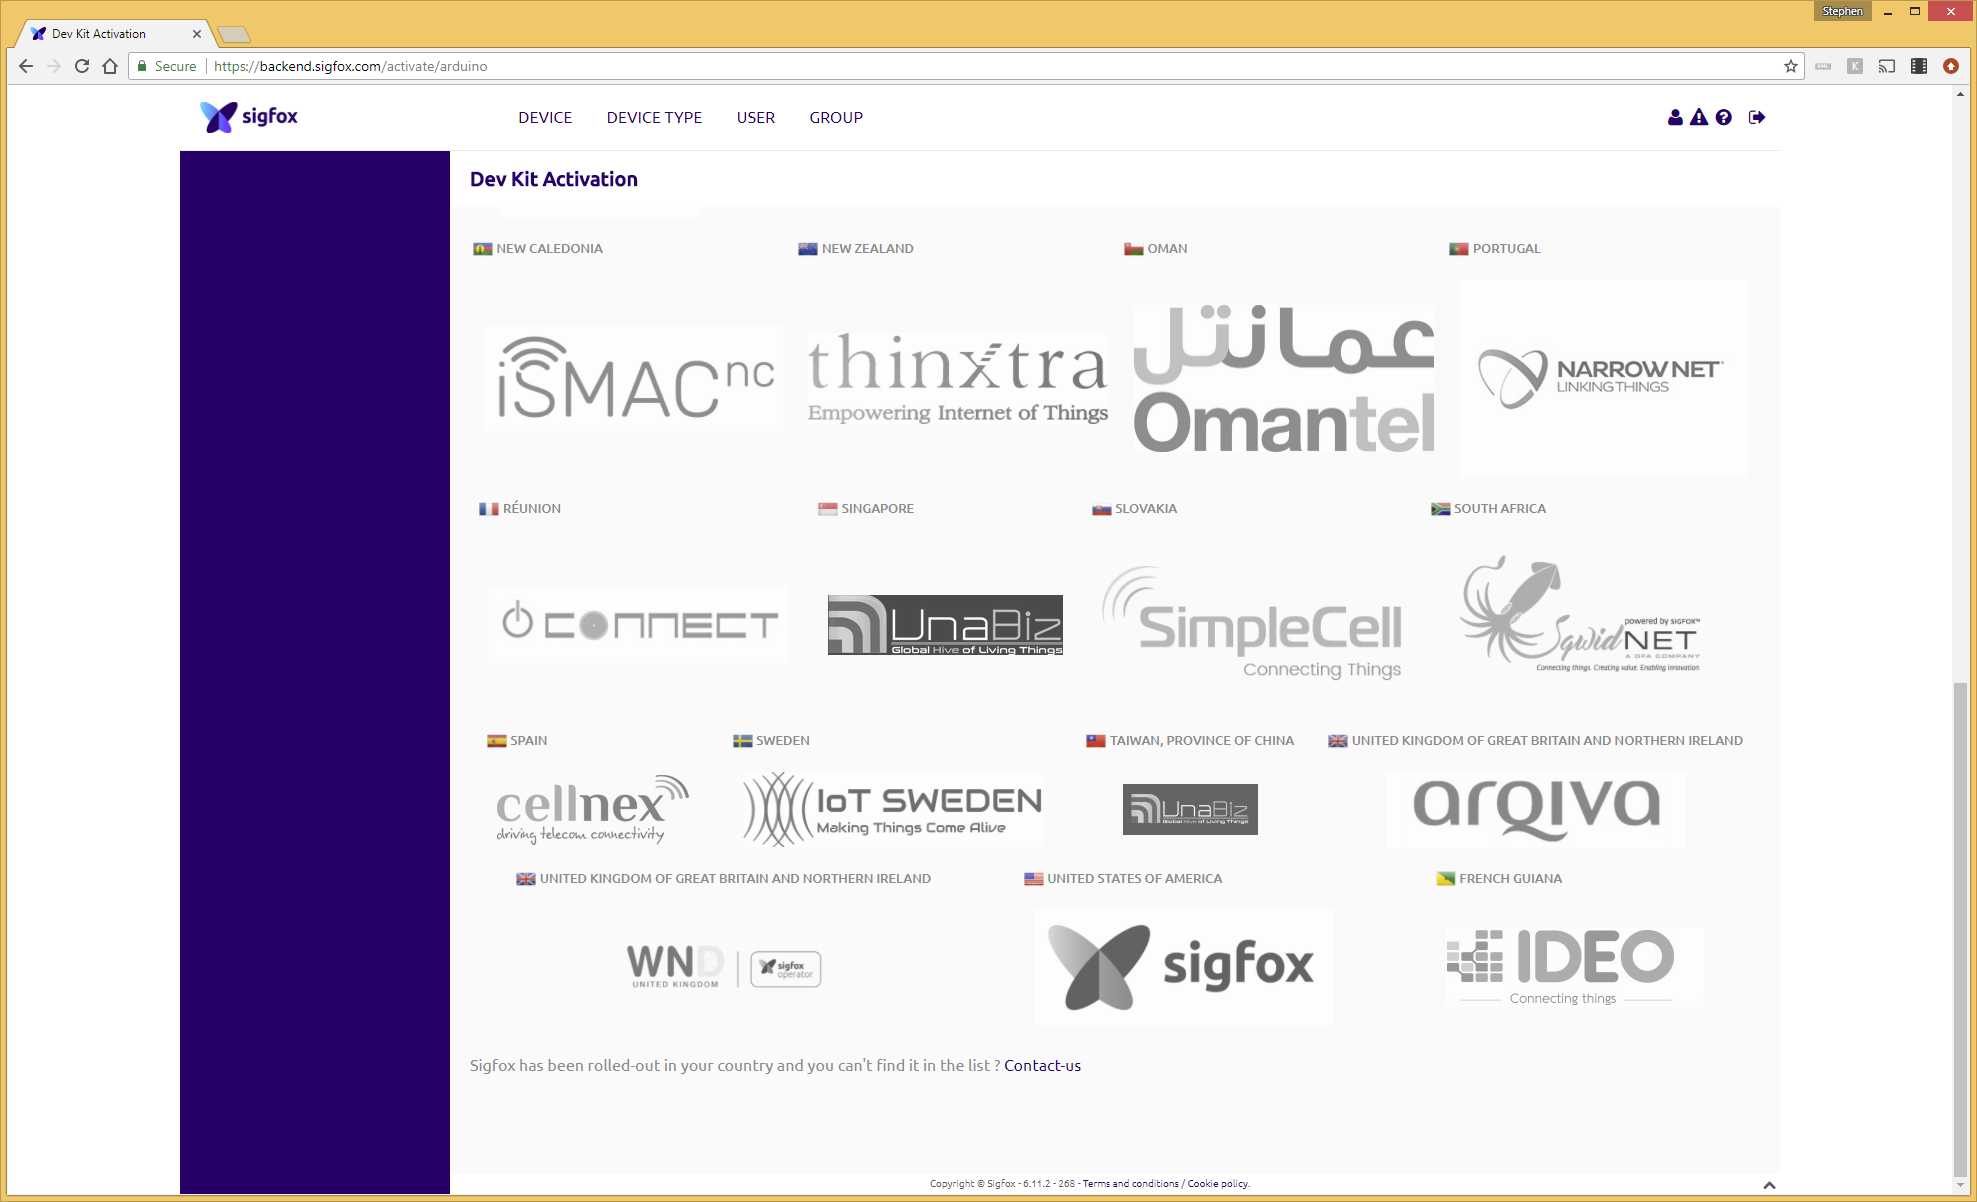 Stephen
Dev Kit Activation
Secure
https://backend.sigfox.com/activate/arduino
sigfox
DEVICE
DEVICE TYPE
USER
GROUP
Dev Kit Activation
NEW CALEDONIA
NEW ZEALAND
OMAN
PORTUGAL
iSMAC nc
thinxtra
Empowering Internet of Things
عمانتل
Omantel
NARROW NET
LINKING THINGS
RÉUNION
SINGAPORE
SLOVAKIA
SOUTH AFRICA
CONNECT
UnaBiz
Global Hive of Living Things
SimpleCell
Connecting Things
powered by SIGFOX™
SqwidNET
A DFA COMPANY
Connecting things. Creating value. Enabling innovation
SPAIN
SWEDEN
TAIWAN, PROVINCE OF CHINA
UNITED KINGDOM OF GREAT BRITAIN AND NORTHERN IRELAND
cellnex
driving telecom connectivity
IoT SWEDEN
Making Things Come Alive
UnaBiz
Global Hive of Living Things
arqiva
UNITED KINGDOM OF GREAT BRITAIN AND NORTHERN IRELAND
UNITED STATES OF AMERICA
FRENCH GUIANA
WND
UNITED KINGDOM
sigfox
operator
sigfox
IDEO
Connecting things
Sigfox has been rolled-out in your country and you can't find it in the list ? Contact-us
Copyright © Sigfox - 6.11.2 - 268 - Terms and conditions / Cookie policy.